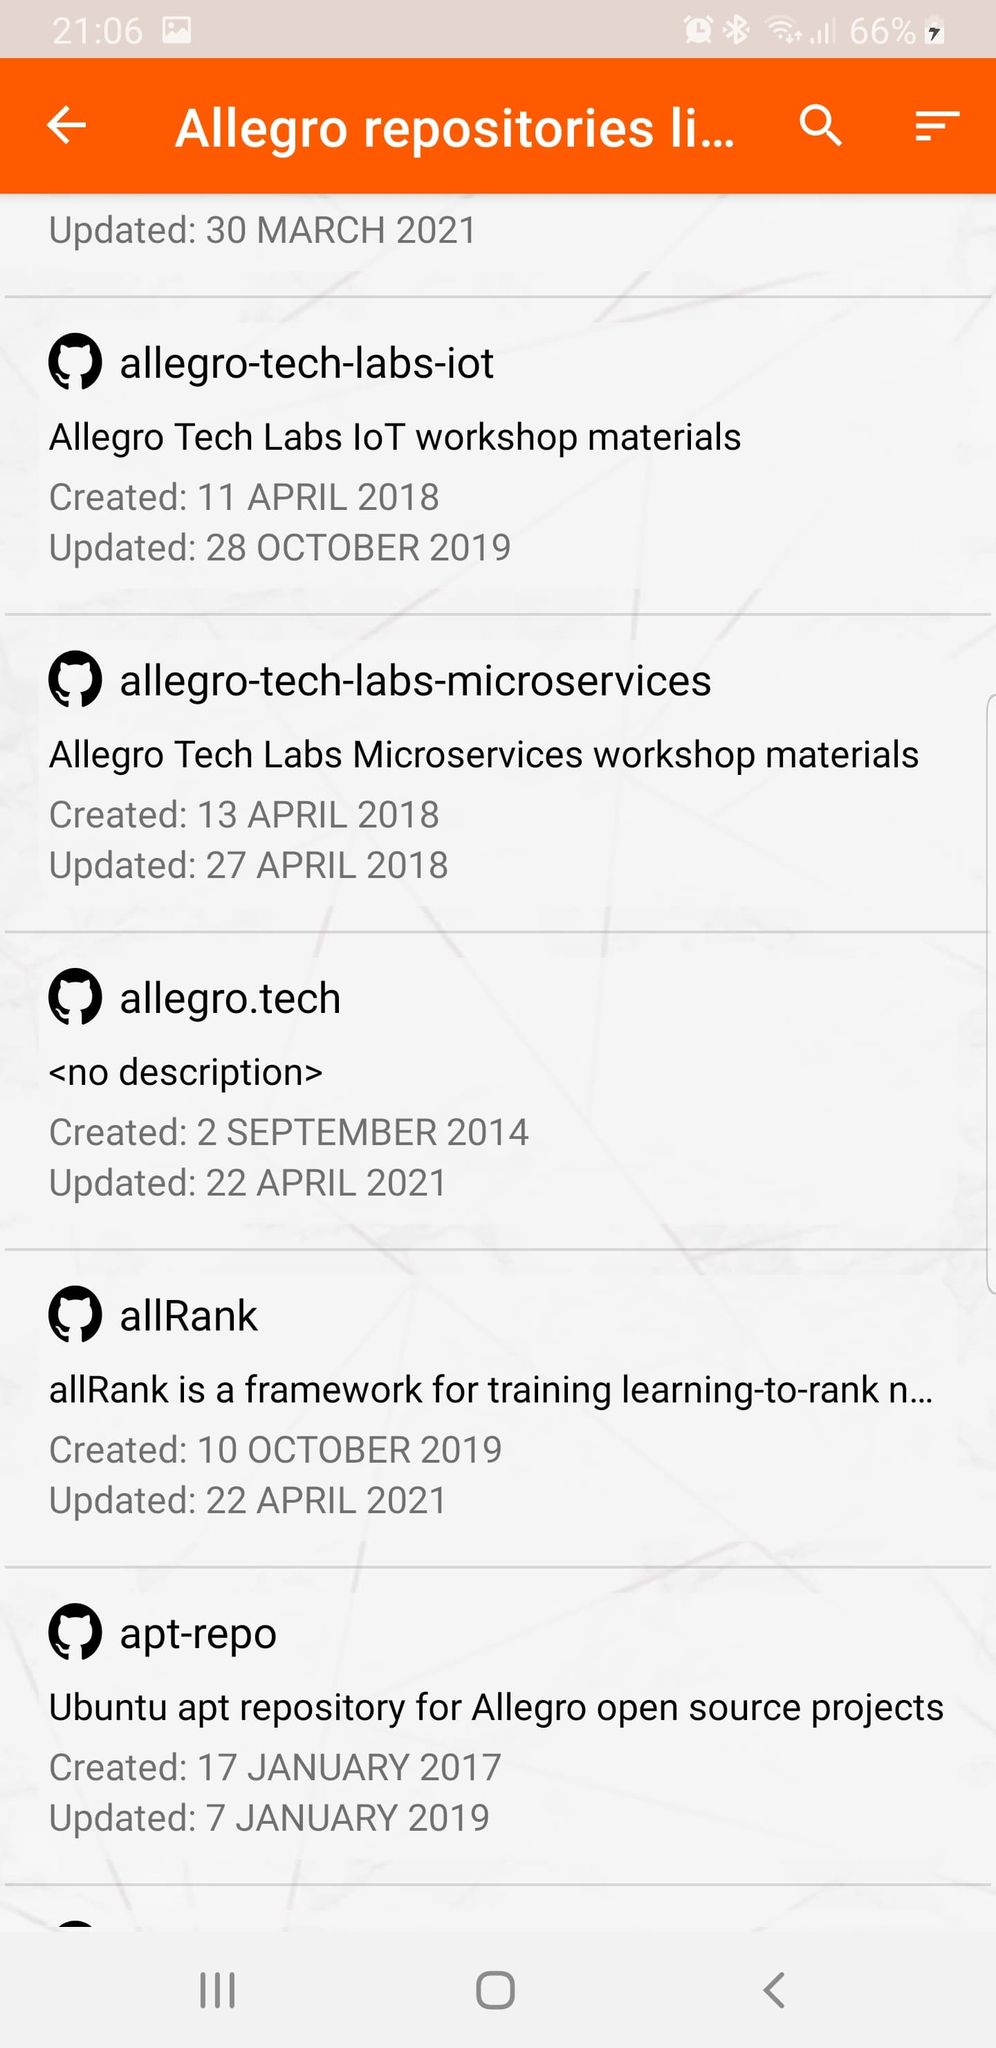 21:06
66%
Allegro repositories li...
Updated: 30 MARCH 2021
allegro-tech-labs-iot
Allegro Tech Labs IoT workshop materials
Created: 11 APRIL 2018
Updated: 28 OCTOBER 2019
allegro-tech-labs-microservices
Allegro Tech Labs Microservices workshop materials
Created: 13 APRIL 2018
Updated: 27 APRIL 2018
allegro.tech
<no description>
Created: 2 SEPTEMBER 2014
Updated: 22 APRIL 2021
allRank
allRank is a framework for training learning-to-rank n...
Created: 10 OCTOBER 2019
Updated: 22 APRIL 2021
apt-repo
Ubuntu apt repository for Allegro open source projects
Created: 17 JANUARY 2017
Updated: 7 JANUARY 2019